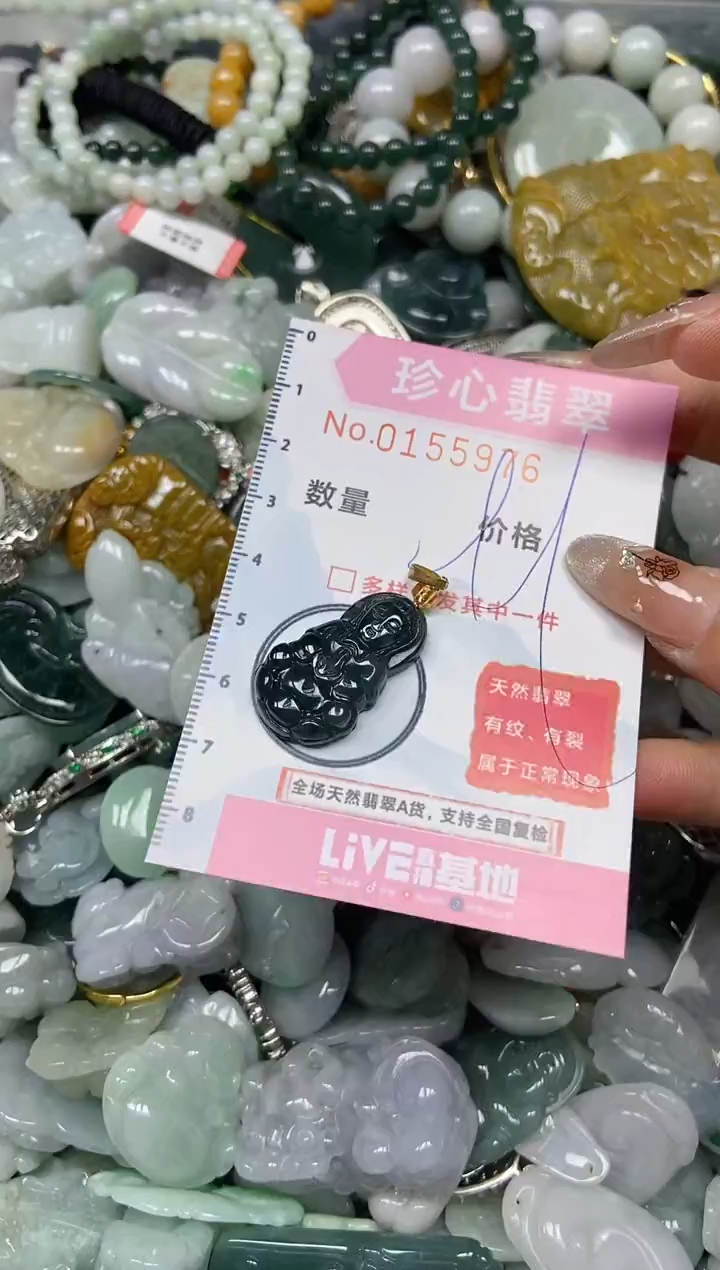 0
1
2
3
4
5
6
7
8
珍心翡翠
No.0155976
数量
价格
多样
发其中一件
天然翡翠
有纹、有裂
属于正常现象
全场天然翡翠A货，支持全国复检
LiVE
基地